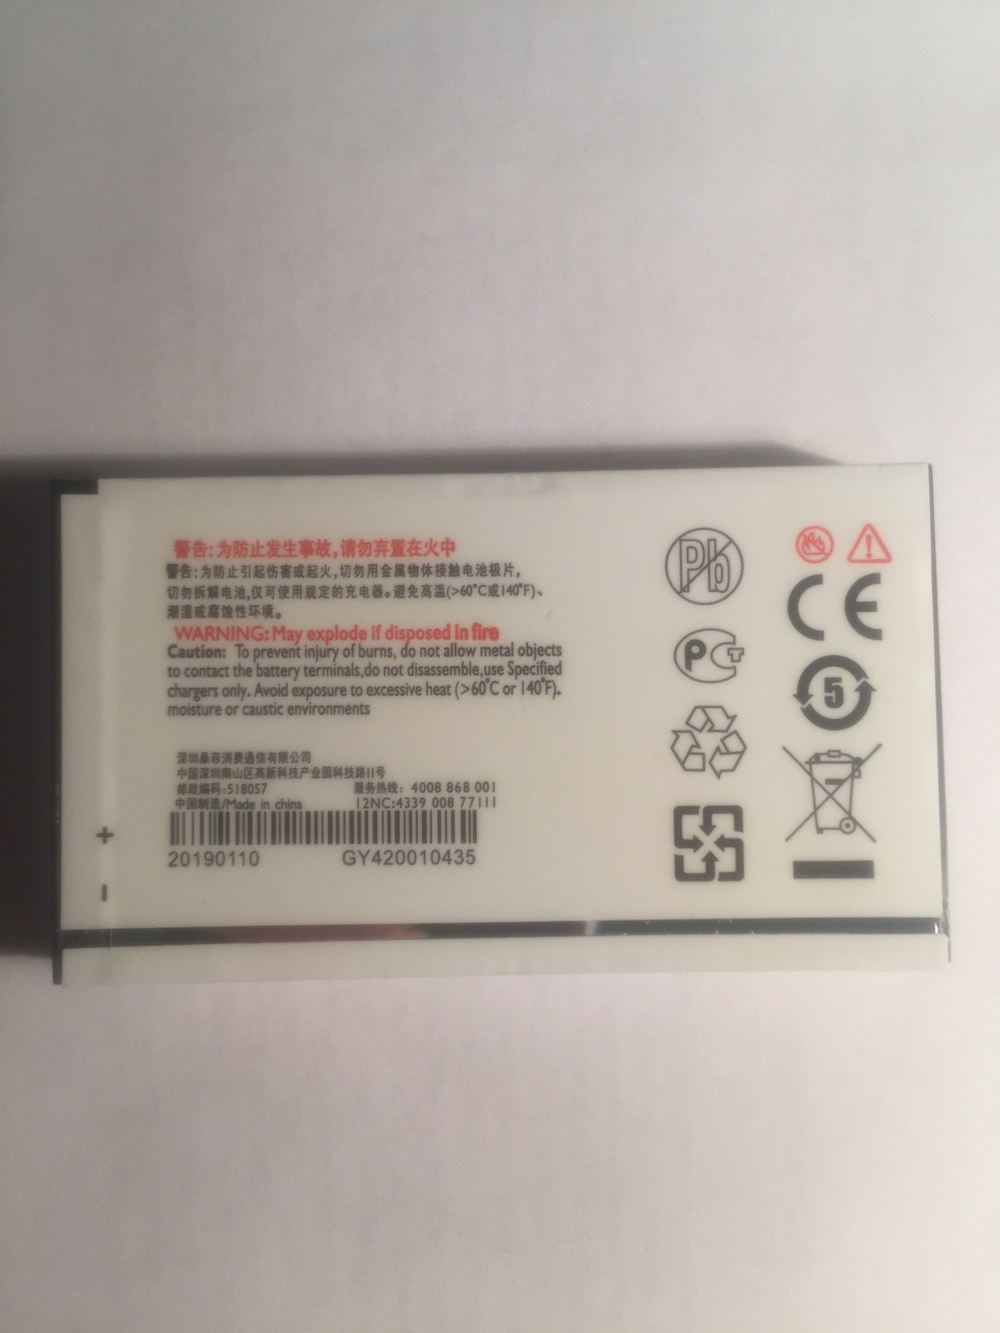 警告:为防止发生事故,请勿弃置在火中
警告:为防止引起伤害或起火,切勿用金属物体接触电池极片,
切勿拆解电池,仅可使用规定的充电器。避免高温(>60°C或140°F)、
潮湿或腐蚀性环境。
WARNING: May explode if disposed in fire
Caution: To prevent injury of burns, do not allow metal objects
to contact the battery terminals,do not disassemble,use Specified
chargers only. Avoid exposure to excessive heat (>60°C or 140°F).
moisture or caustic environments
深圳桑菲消费通信有限公司
中国深圳南山区高新科技产业园科技路11号
邮政编码:518057 服务热线: 4008 868 001
中国制造/Made in china 12NC:4339 008 77111
20190110 GY420010435
+
-
Pb
PCT
CE
5